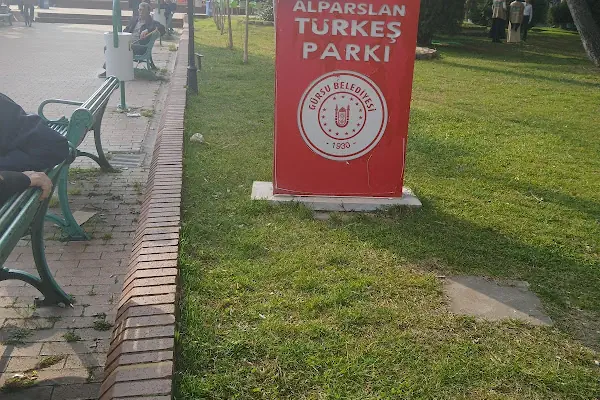 ALPARSLAN
TÜRKEŞ
PARKI
GÜRSU BELEDİYESİ
- 1930 -